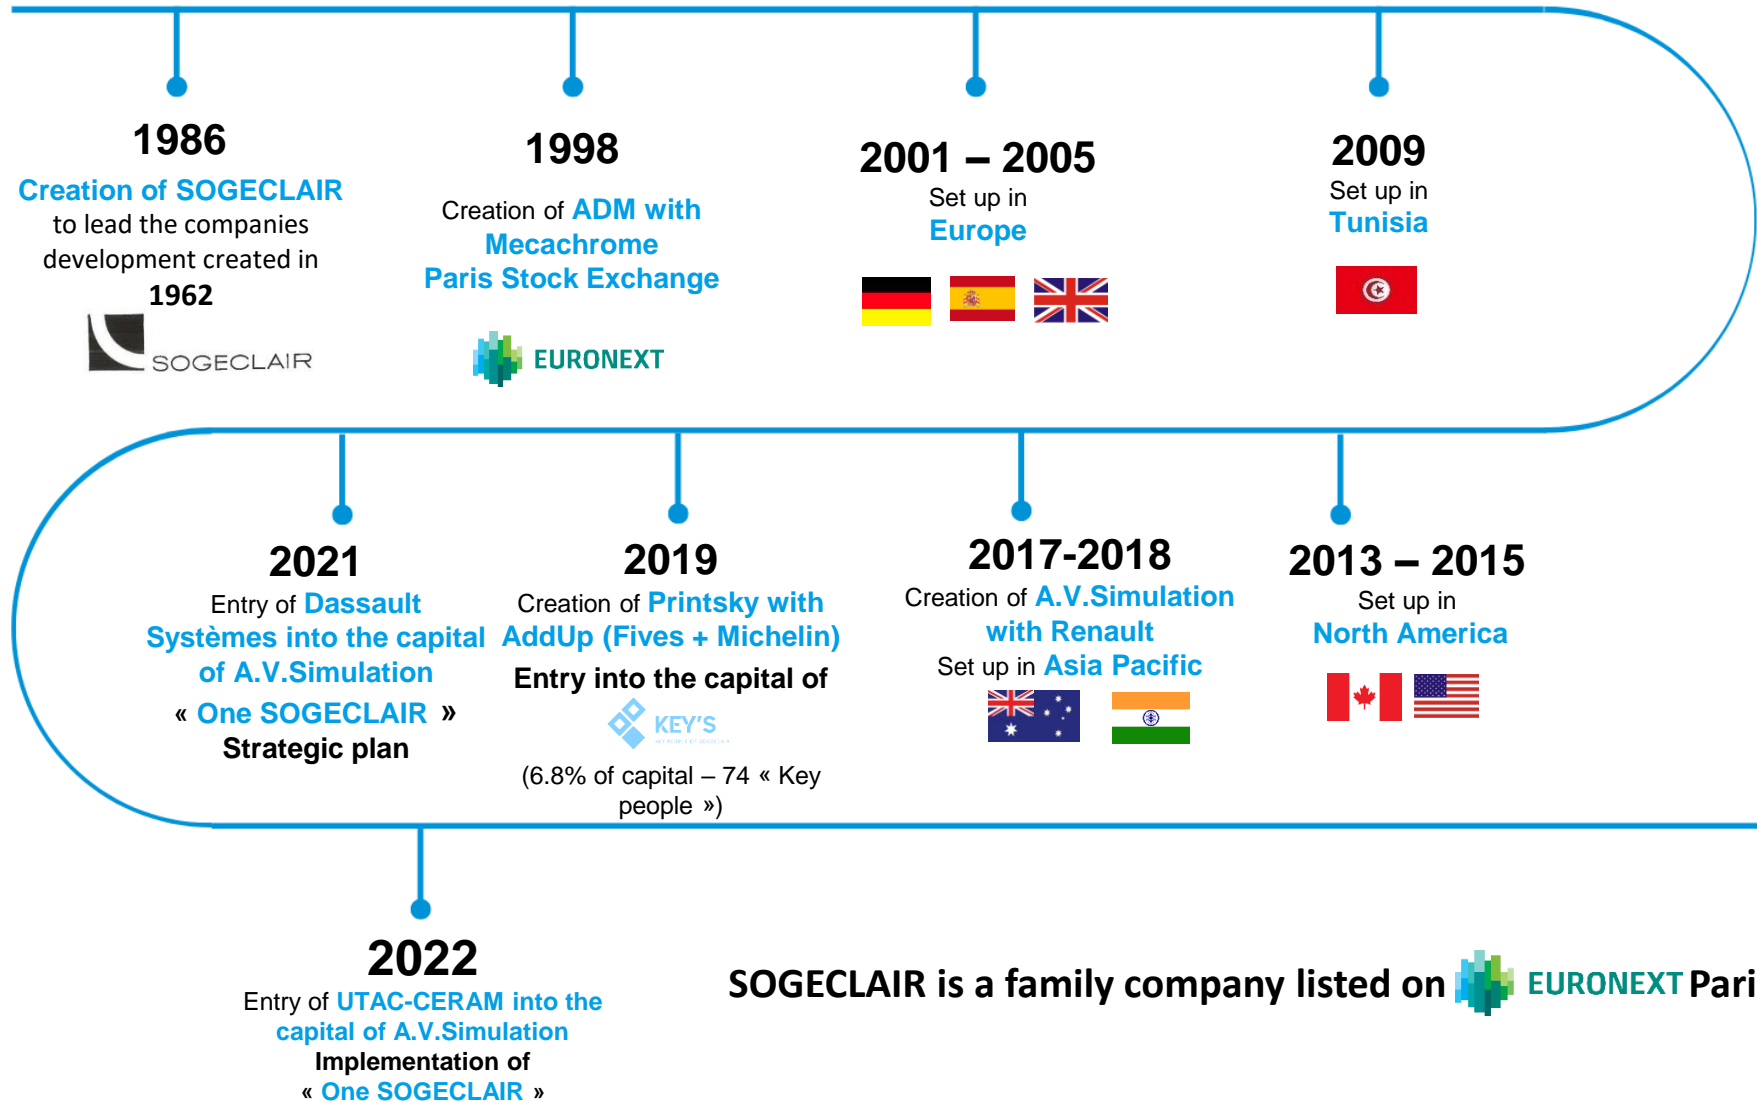 1986
Creation of SOGECLAIR
to lead the companies
development created in
1962
SOGECLAIR
1998
Creation of ADM with
Mecachrome
Paris Stock Exchange
EURONEXT
2001 – 2005
Set up in
Europe
2009
Set up in
Tunisia
2021
Entry of Dassault
Systèmes into the capital
of A.V.Simulation
« One SOGECLAIR »
Strategic plan
2019
Creation of Printsky with
AddUp (Fives + Michelin)
Entry into the capital of
KEY'S
KEY PEOPLE OF SOGECLAIR
(6.8% of capital – 74 « Key
people »)
2017-2018
Creation of A.V.Simulation
with Renault
Set up in Asia Pacific
2013 – 2015
Set up in
North America
2022
Entry of UTAC-CERAM into the
capital of A.V.Simulation
Implementation of
« One SOGECLAIR »
SOGECLAIR is a family company listed on EURONEXT Pari